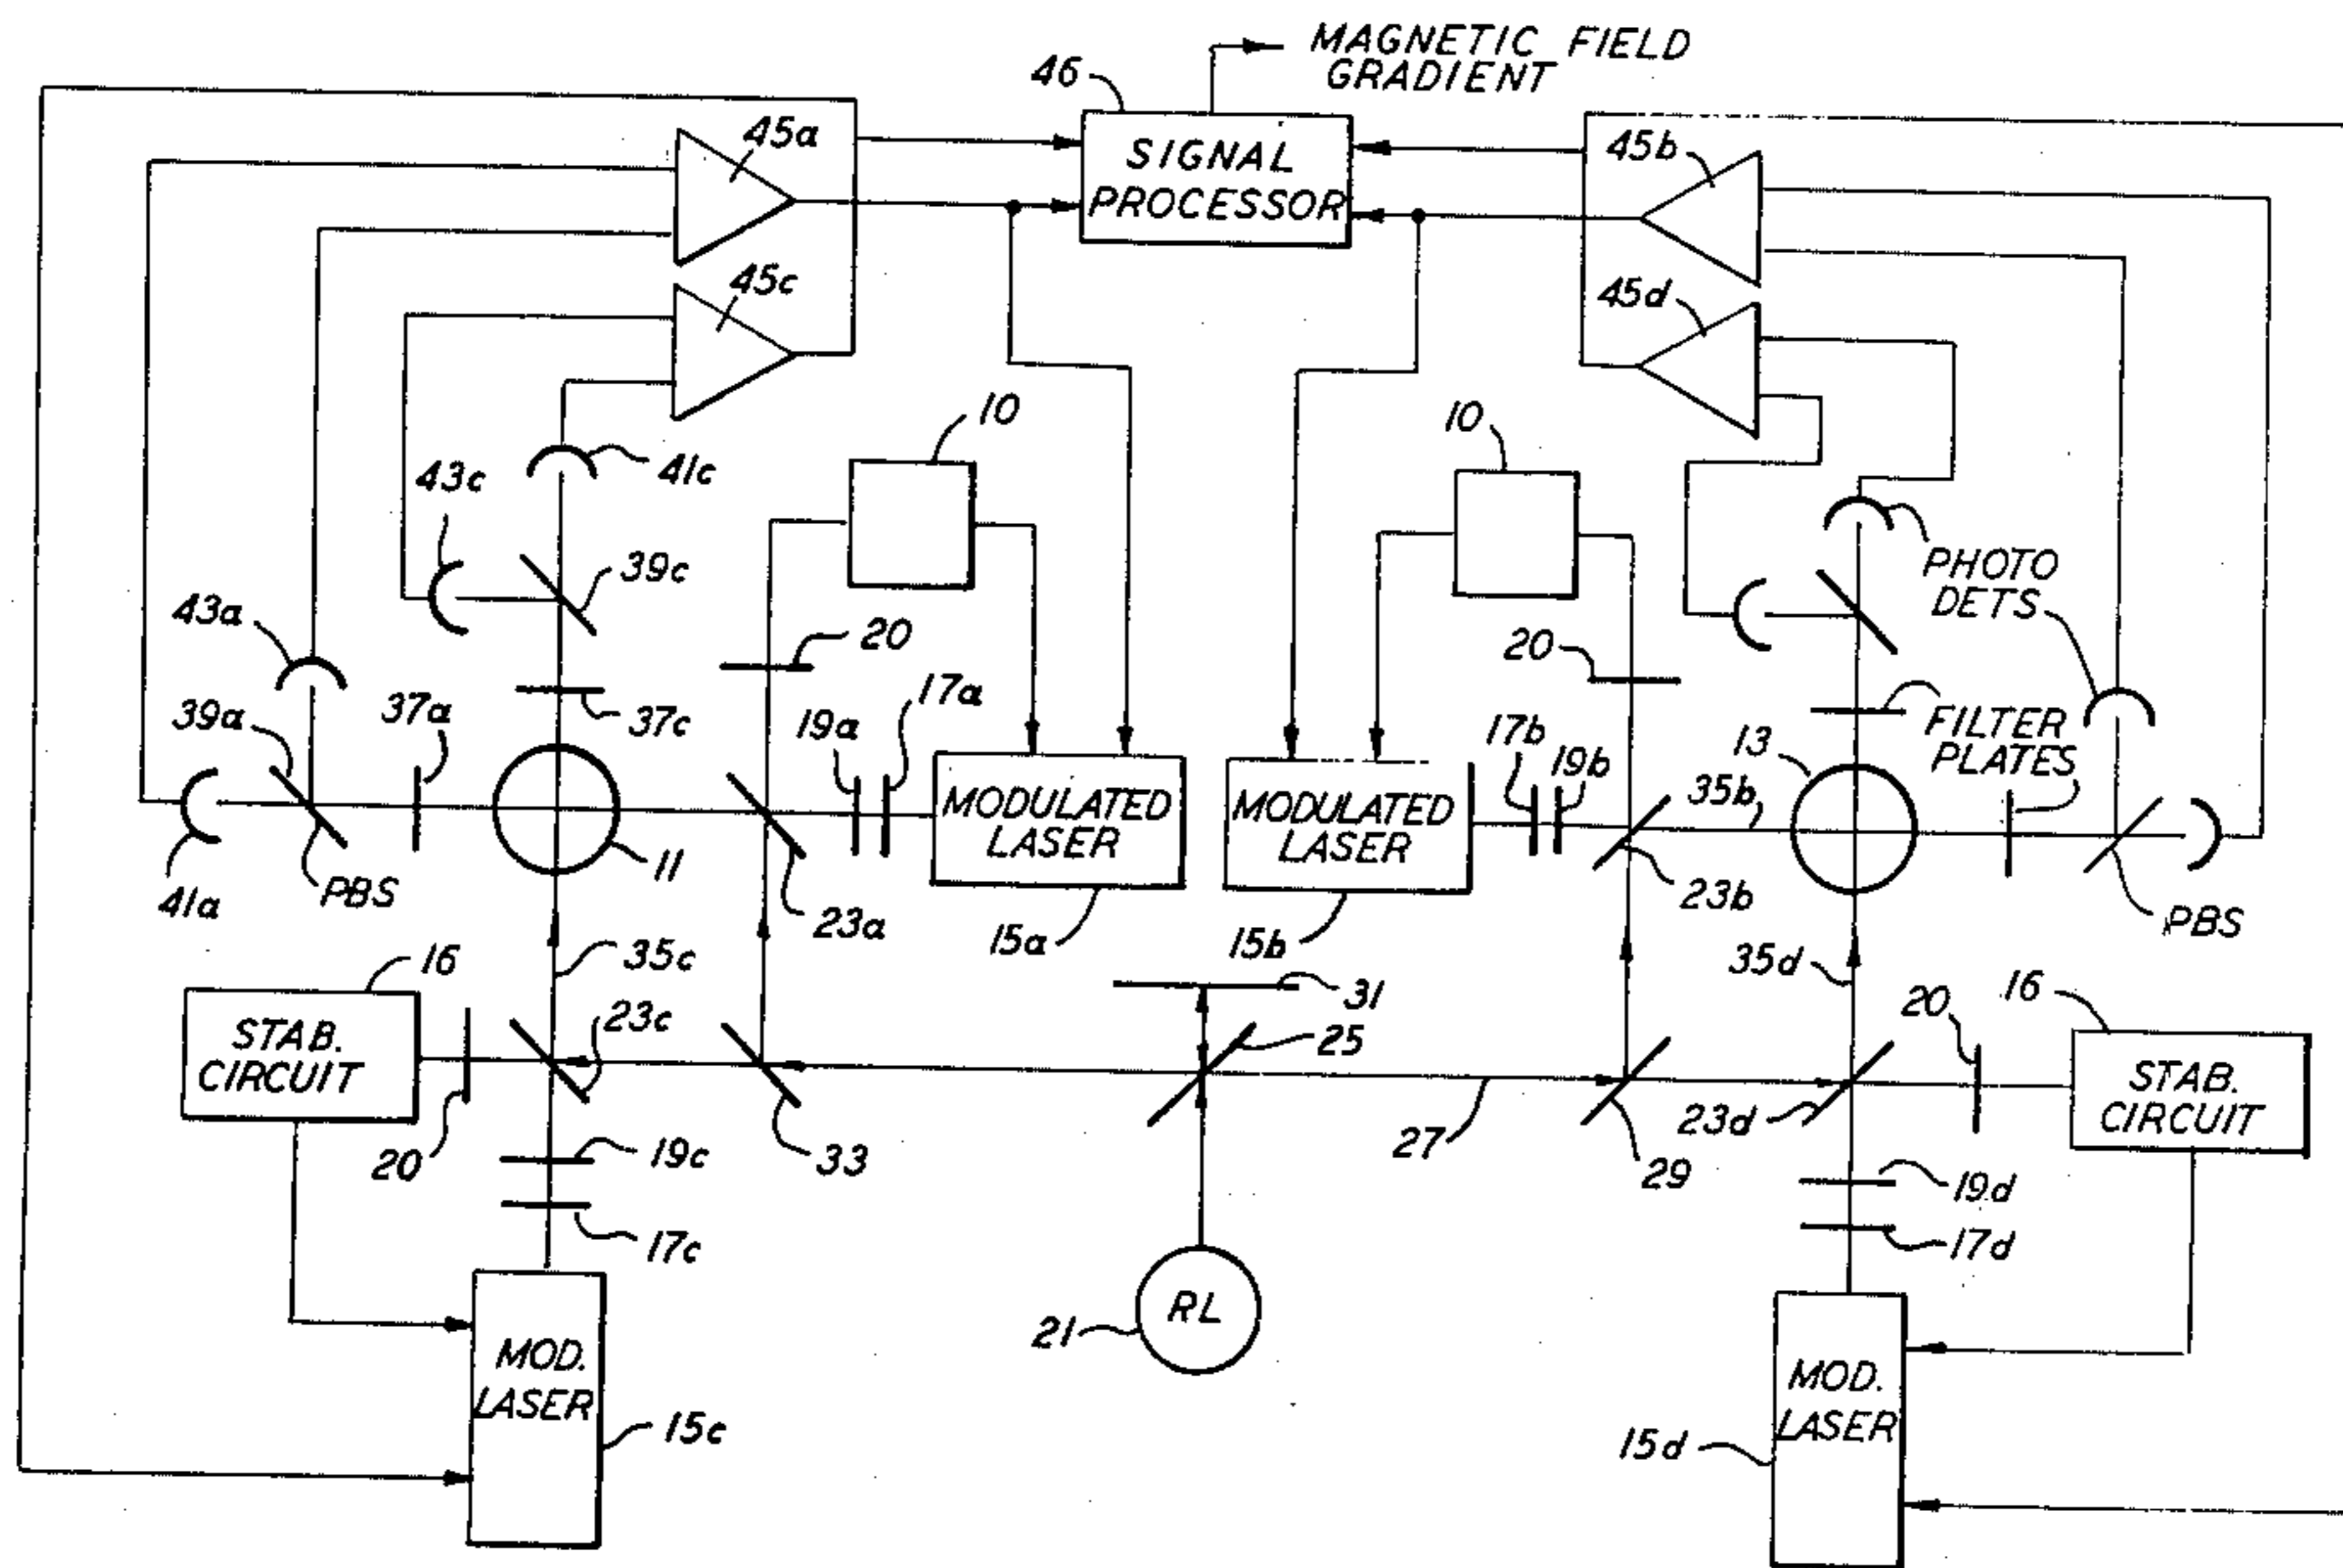 MAGNETIC FIELD
GRADIENT
46
45a
SIGNAL
PROCESSOR
45b
45c
45d
10
10
41c
43c
PHOTO
DETS
39c
43a
20
20
17a
39a
37a
37c
19a
17b
19b
13
FILTER
PLATES
35b
MODULATED
LASER
MODULATED
LASER
41a
PBS
11
23a
15a
15b
23b
PBS
16
35c
31
35d
20
16
STAB.
CIRCUIT
23c
25
STAB.
CIRCUIT
20
19c
33
27
29
23d
19d
17c
17d
RL
21
MOD.
LASER
MOD.
LASER
15c
15d